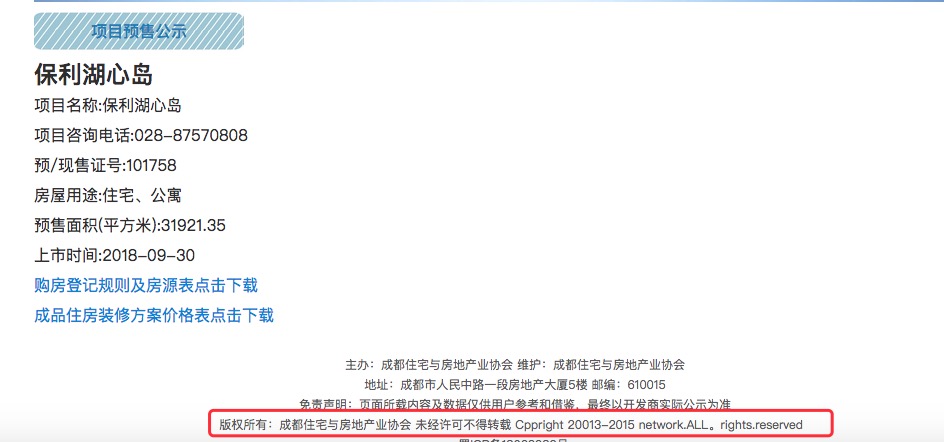 项目预售公示
保利湖心岛
项目名称:保利湖心岛
项目咨询电话:028-87570808
预/现售证号:101758
房屋用途:住宅、公寓
预售面积(平方米):31921.35
上市时间:2018-09-30
购房登记规则及房源表点击下载
成品住房装修方案价格表点击下载
主办：成都住宅与房地产业协会 维护：成都住宅与房地产业协会
地址：成都市人民中路一段房地产大厦5楼 邮编：610015
免责声明：页面所载内容及数据仅供用户参考和借鉴，最终以开发商实际公示为准
版权所有：成都住宅与房地产业协会 未经许可不得转载 Cppright 20013-2015 network.ALL。rights.reserved